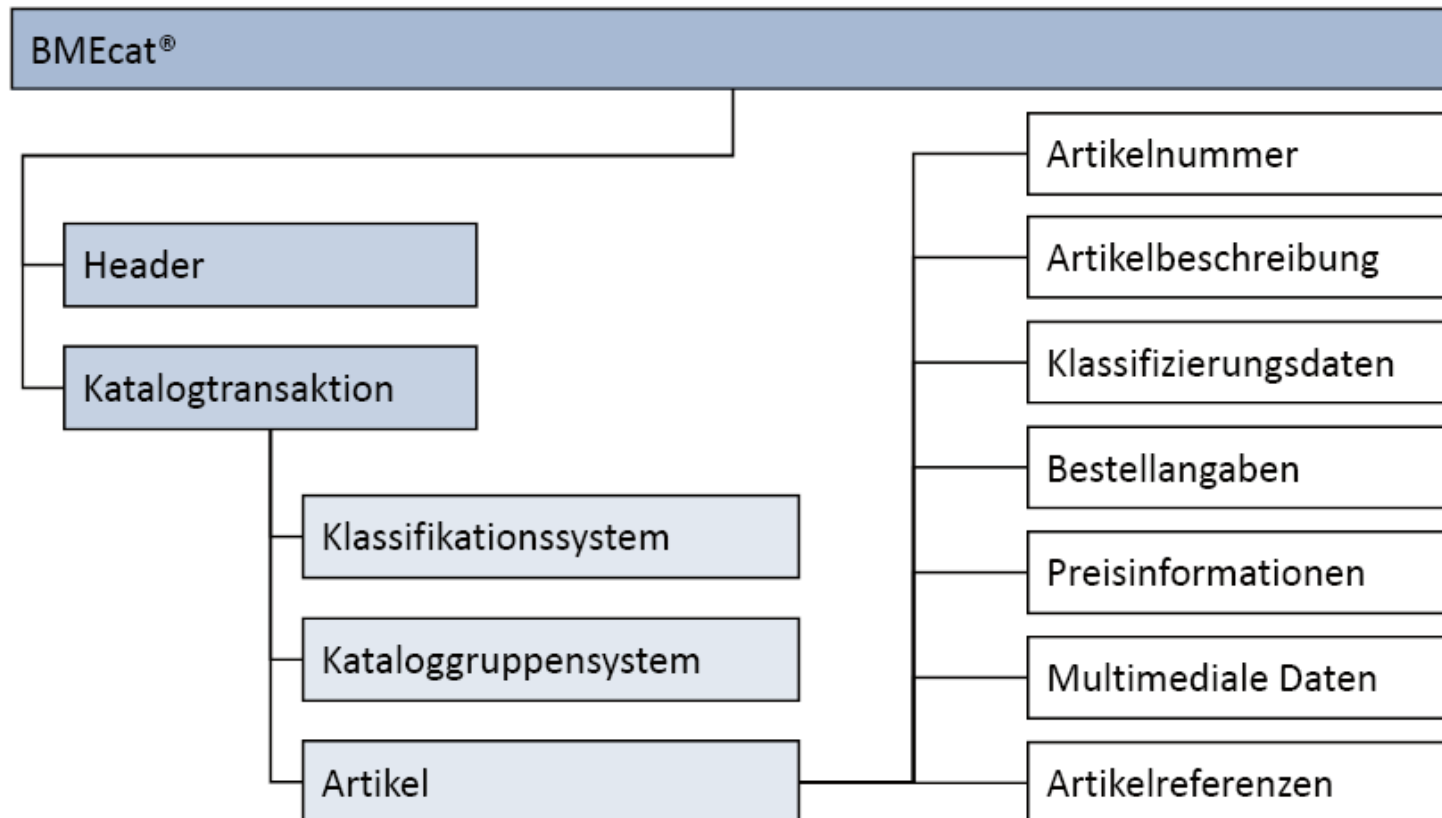 BMEcat®
Header
Katalogtransaktion
Klassifikationssystem
Kataloggruppensystem
Artikel
Artikelnummer
Artikelbeschreibung
Klassifizierungsdaten
Bestellangaben
Preisinformationen
Multimediale Daten
Artikelreferenzen